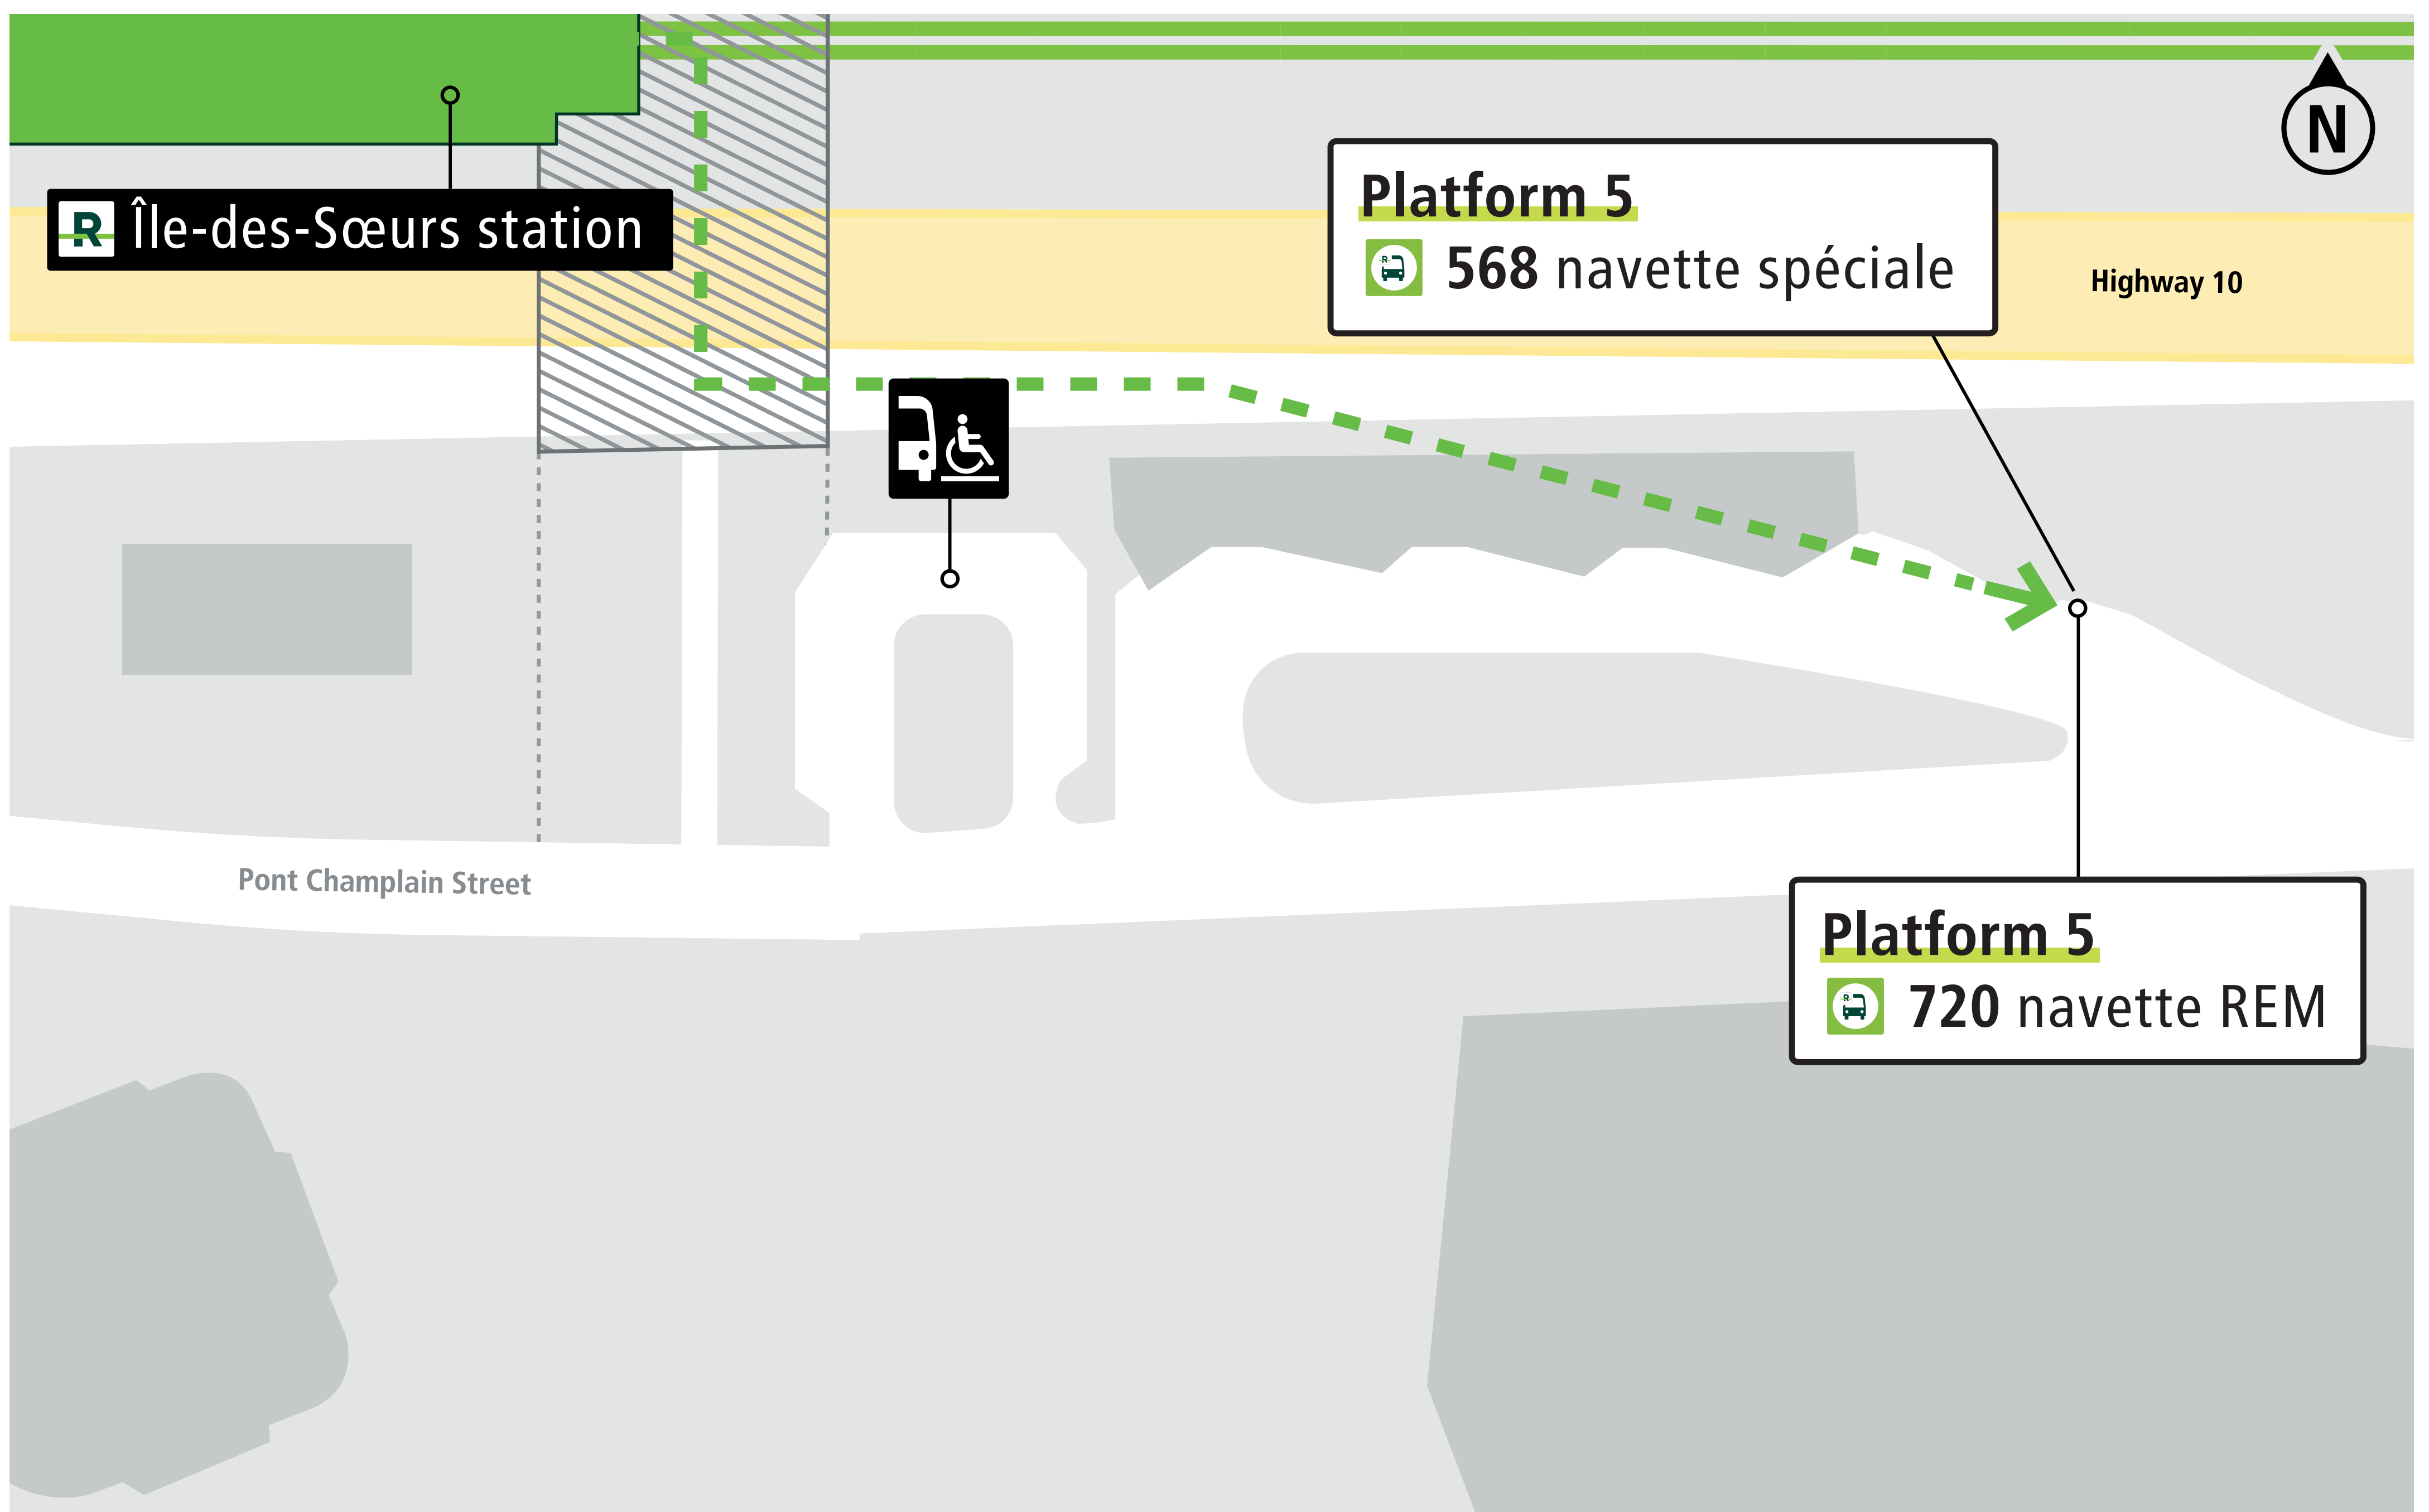 N
Platform 5
568 navette spéciale
R Île-des-Sœurs station
Highway 10
Pont Champlain Street
Platform 5
720 navette REM